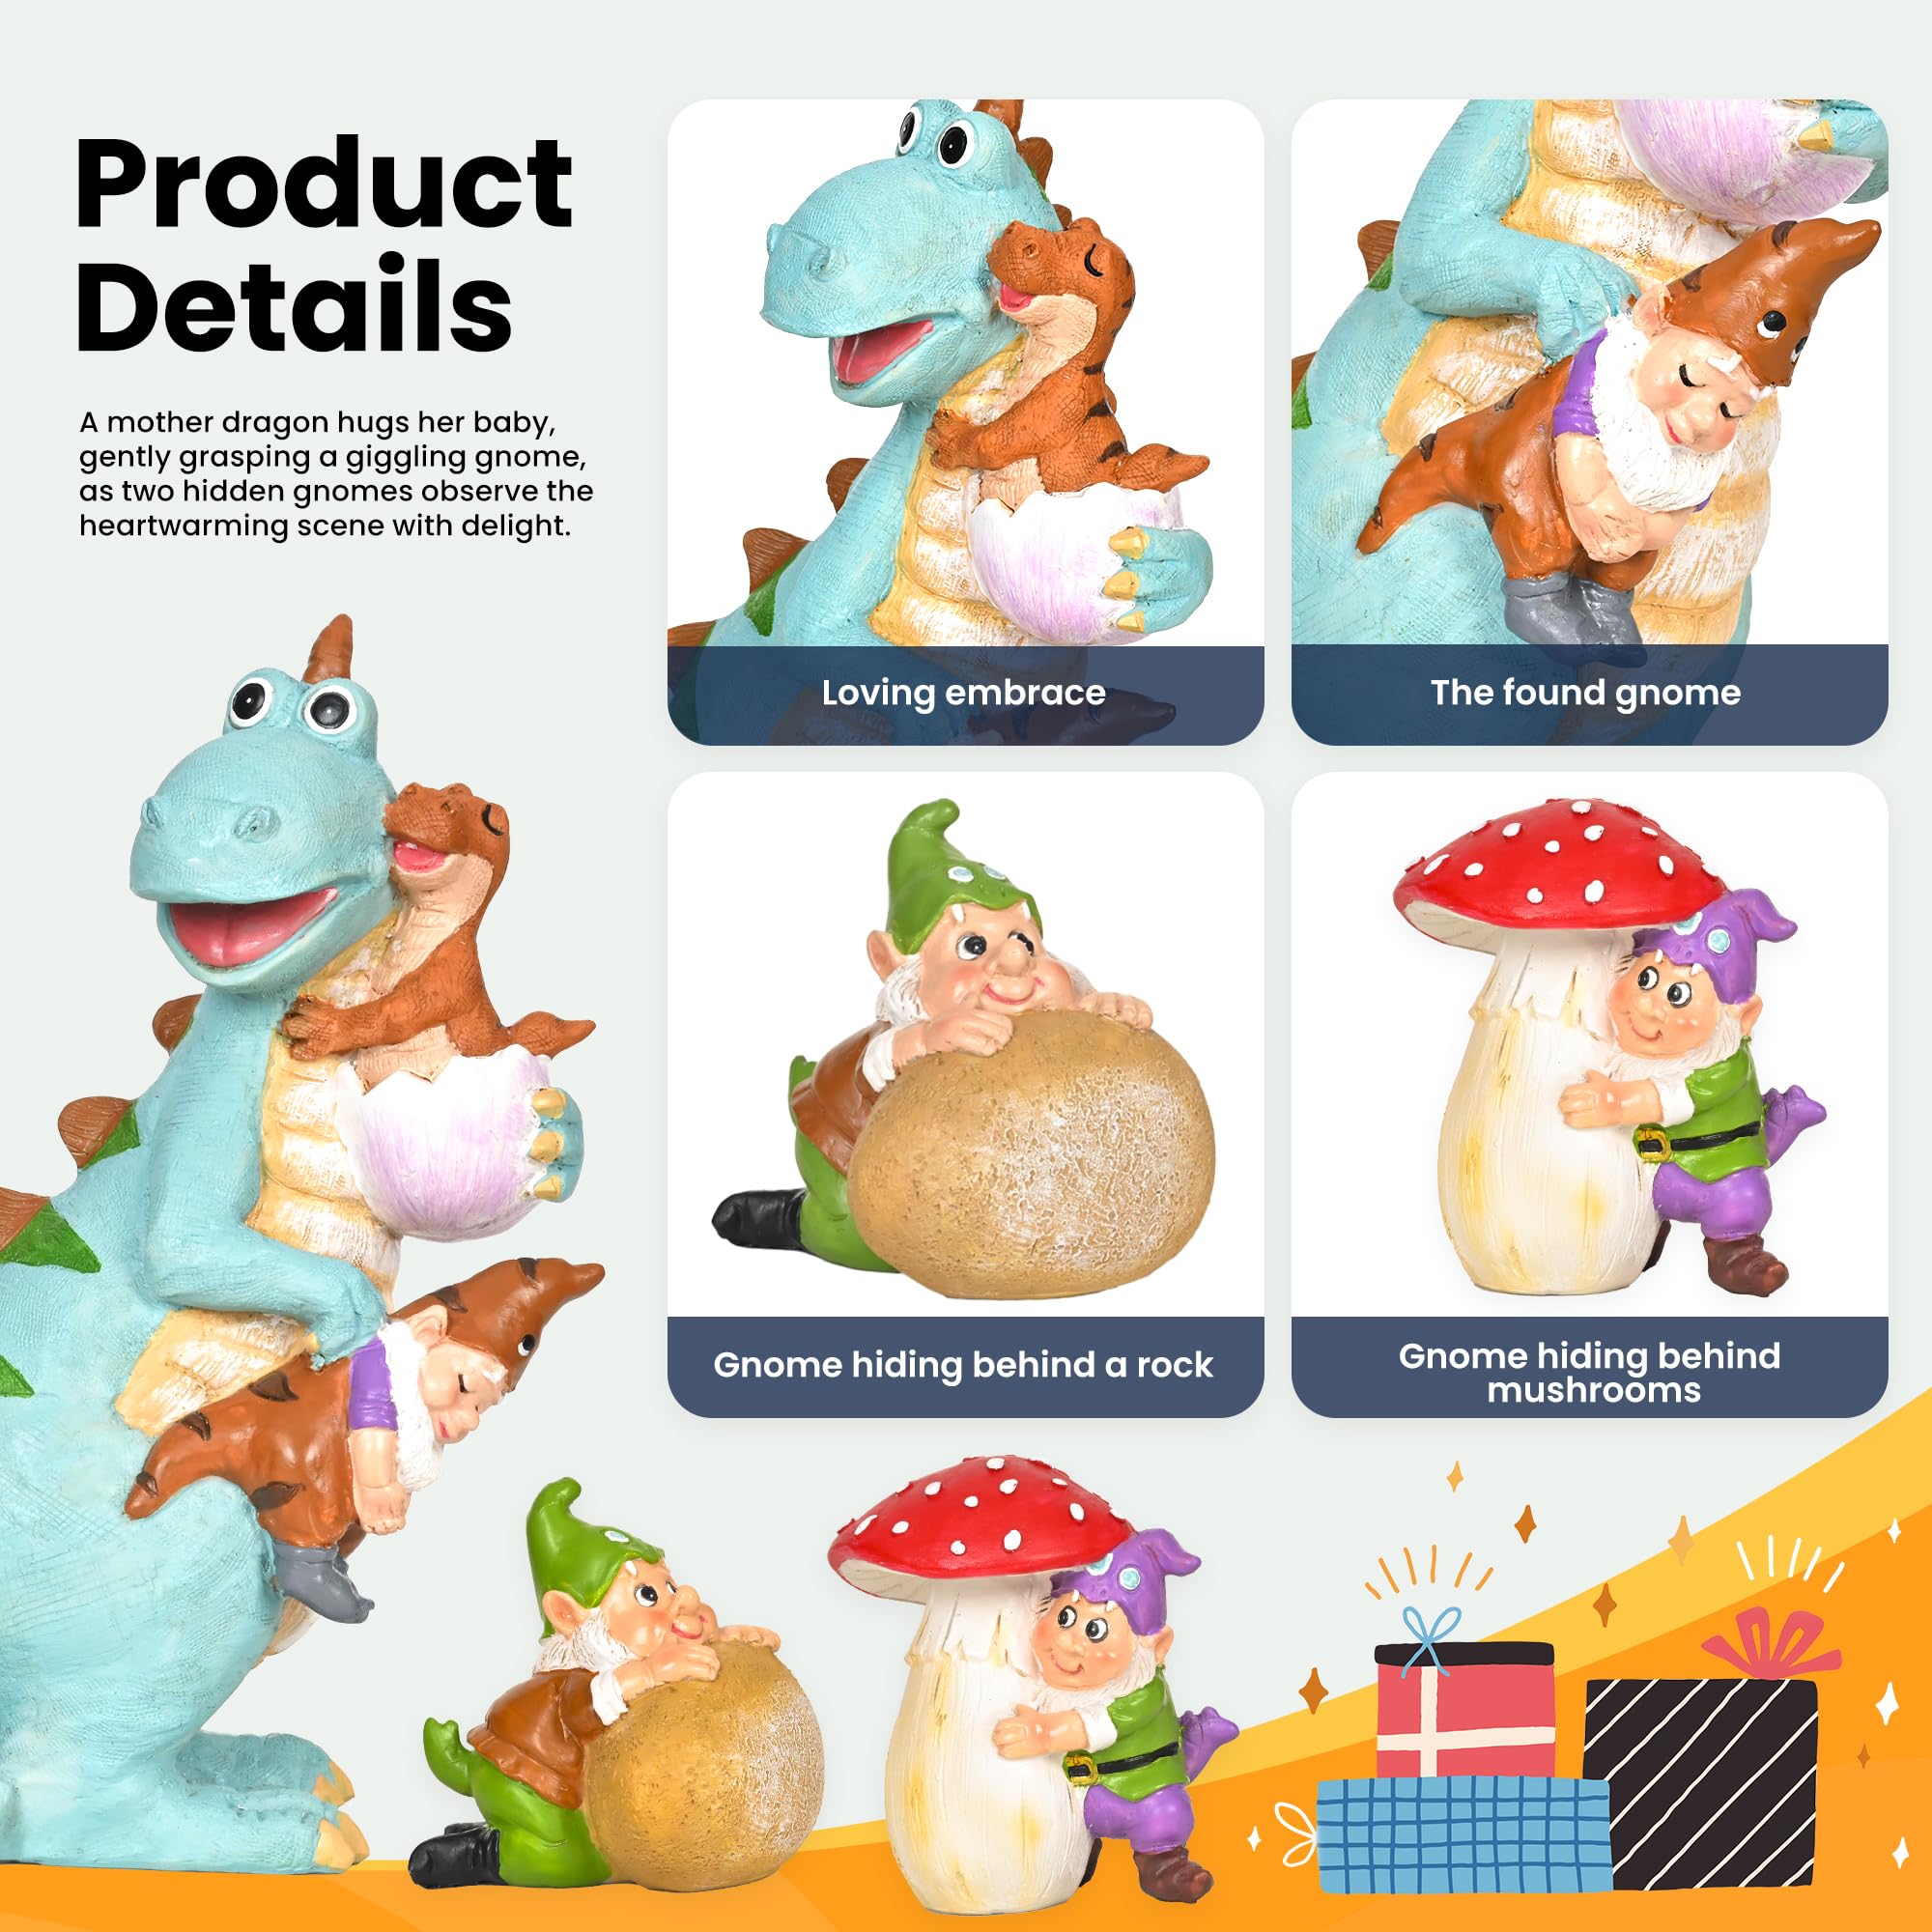 Product
Details
A mother dragon hugs her baby,
gently grasping a giggling gnome,
as two hidden gnomes observe the
heartwarming scene with delight.
Loving embrace
The found gnome
Gnome hiding behind a rock
Gnome hiding behind
mushrooms